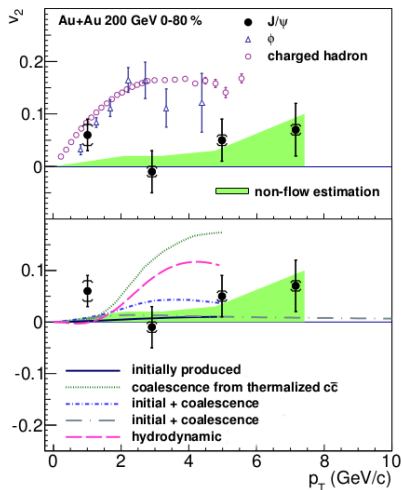 Au+Au 200 GeV 0-80 %
J/ψ
ϕ
charged hadron
v2
0.2
0.1
0
non-flow estimation
0.1
0
-0.1
-0.2
initially produced
coalescence from thermalized cc̅
initial + coalescence
initial + coalescence
hydrodynamic
0 2 4 6 8 10
pT (GeV/c)